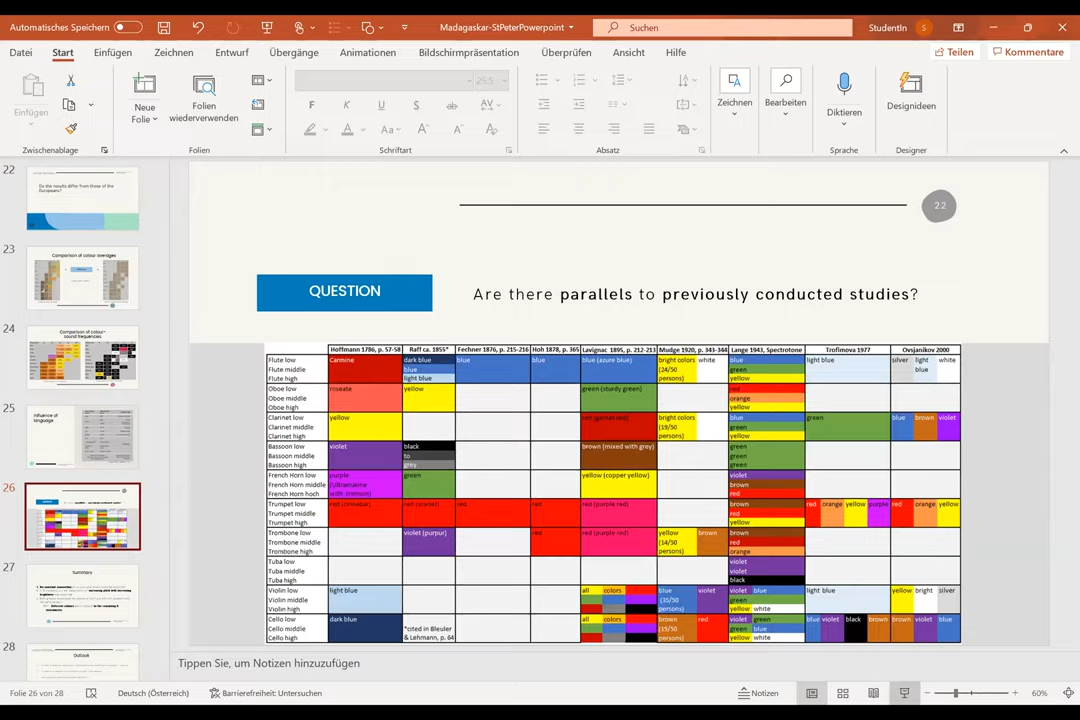 Automatisches Speichern
Madagaskar-StPeterPowerpoint
Suchen
StudentIn
S
Datei Start Einfügen Zeichnen Entwurf Übergänge Animationen Bildschirmpräsentation Überprüfen Ansicht Hilfe
Teilen
Kommentare
Einfügen
Neue
Folie
Folien
wiederverwenden
25,5
F K U S ab AV
A Aa A A
Zeichnen
Bearbeiten
Diktieren
Designideen
Zwischenablage Folien Schriftart Absatz Sprache Designer
22
Do the results differ from those of the
Europeans?
23
Comparison of colour averages
24
Comparison of colour-
sound frequencies
25
Influence of
language
26
27
Summary
28
Outlook
22
QUESTION
Are there parallels to previously conducted studies?
Hoffmann 1786, p. 57-58 Raff ca. 1855* Fechner 1876, p. 215-216 Hoh 1878, p. 365 Lavignac 1895, p. 212-213 Mudge 1920, p. 343-344 Lange 1943, Spectrotone Trofimova 1977 Ovsjanikov 2000
Flute low Carmine dark blue blue blue blue (azure blue) bright colors white blue light blue silver light white
Flute middle blue (24/50 green blue
Flute high light blue persons) yellow
Oboe low roseate yellow green (sturdy green) red
Oboe middle orange
Oboe high yellow
Clarinet low yellow red (garnet red) bright colors blue green blue brown violet
Clarinet middle (19/50 green
Clarinet high persons) yellow
Bassoon low violet black brown (mixed with grey) green
Bassoon middle to green
Bassoon high grey green
French Horn low purple green yellow (copper yellow) violet
French Horn middle (Ultramarine brown
French Horn hoch with crimson) red
Trumpet low red (cinnabar) red (scarlet) red red red (purple red) brown red orange yellow purple red orange yellow
Trumpet middle red
Trumpet high yellow
Trombone low violet (purpur) red red (purple red) yellow brown brown
Trombone middle (14/50 red
Trombone high persons) orange
Tuba low violet
Tuba middle violet
Tuba high black
Violin low light blue all colors blue violet violet blue light blue yellow bright silver
Violin middle (35/50 green
Violin high persons) yellow white
Cello low dark blue all colors brown red violet green blue violet black brown brown violet blue
Cello middle *cited in Bleuler (19/50 green blue
Cello high & Lehmann, p. 64 persons) yellow white
Tippen Sie, um Notizen hinzuzufügen
Folie 26 von 28
Deutsch (Österreich)
Barrierefreiheit: Untersuchen
Notizen
60%